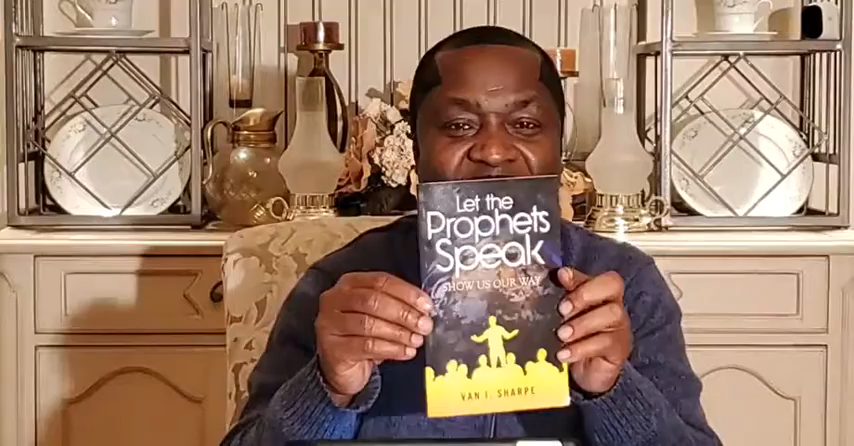 Let the
Prophets
Speak
SHOW US OUR WAY
VAN J. SHARPE